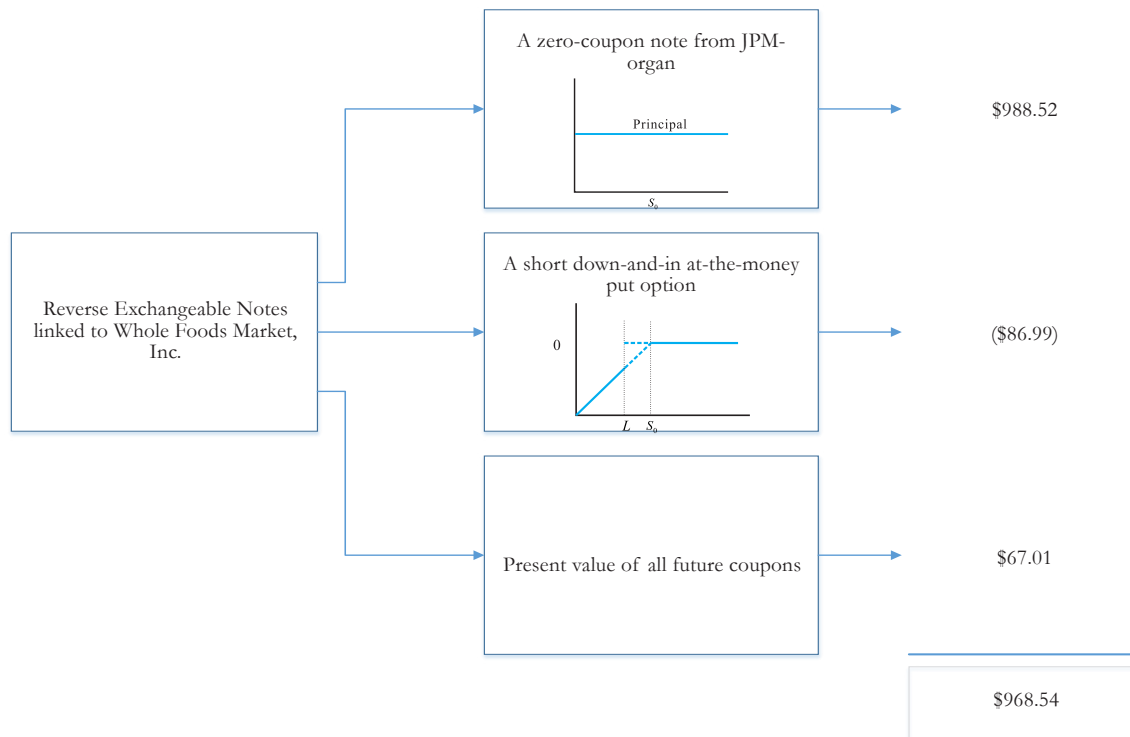 A zero-coupon note from JPM-
organ
Principal
S₀
$988.52
Reverse Exchangeable Notes
linked to Whole Foods Market,
Inc.
A short down-and-in at-the-money
put option
0
L S₀
($86.99)
Present value of all future coupons
$67.01
$968.54